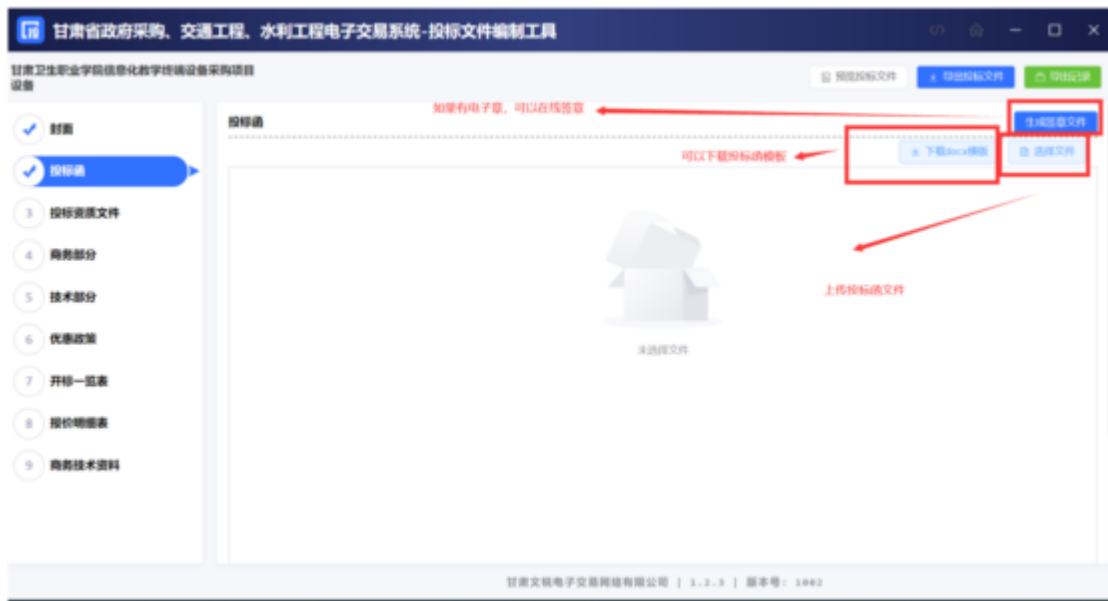 甘肃省政府采购、交通工程、水利工程电子交易系统-投标文件编制工具
甘肃卫生职业学院信息化教学终端设备采购项目
设备
预览投标文件
导出投标文件
导出记录
封面
投标函
3 投标资质文件
4 商务部分
5 技术部分
6 优惠政策
7 开标一览表
8 报价明细表
9 商务技术资料
投标函
如果有电子章，可以在线签章
生成签章文件
可以下载投标函模板
下载docx模版
选择文件
上传投标函文件
未选择文件
甘肃文锐电子交易网络有限公司 | 1.2.3 | 版本号: 1002